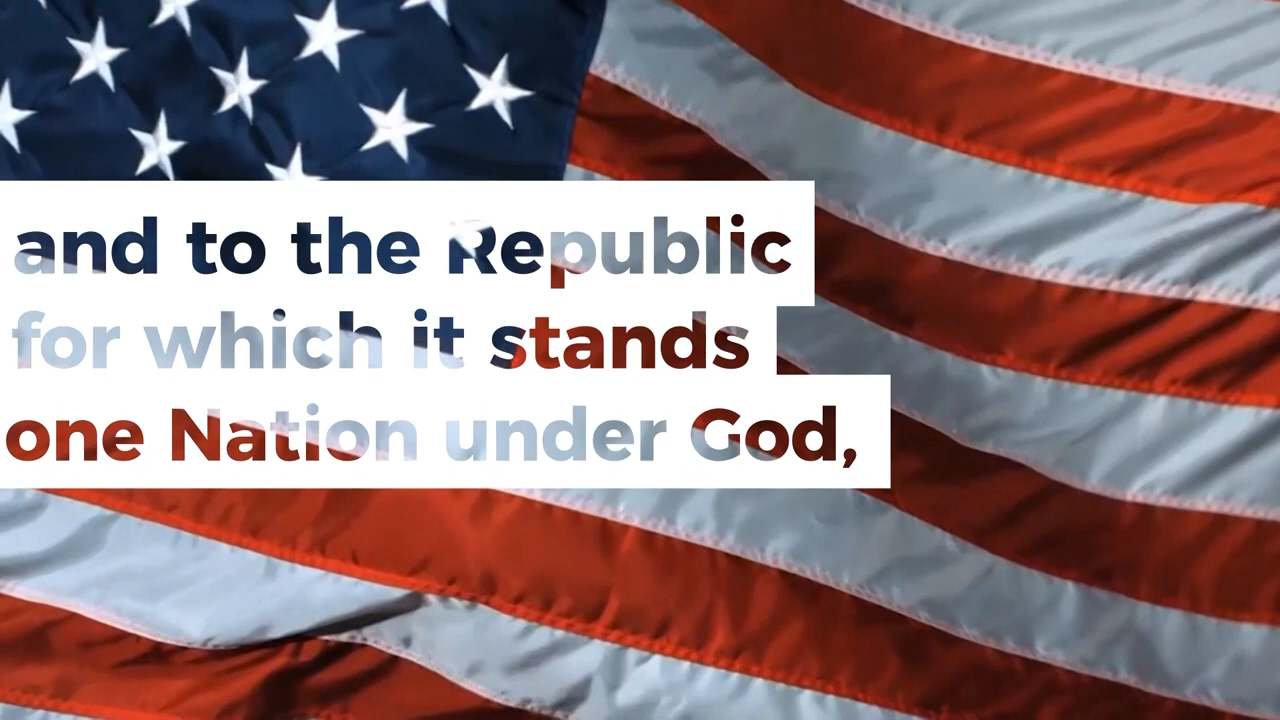 and to the Republic
for which it stands
one Nation under God,